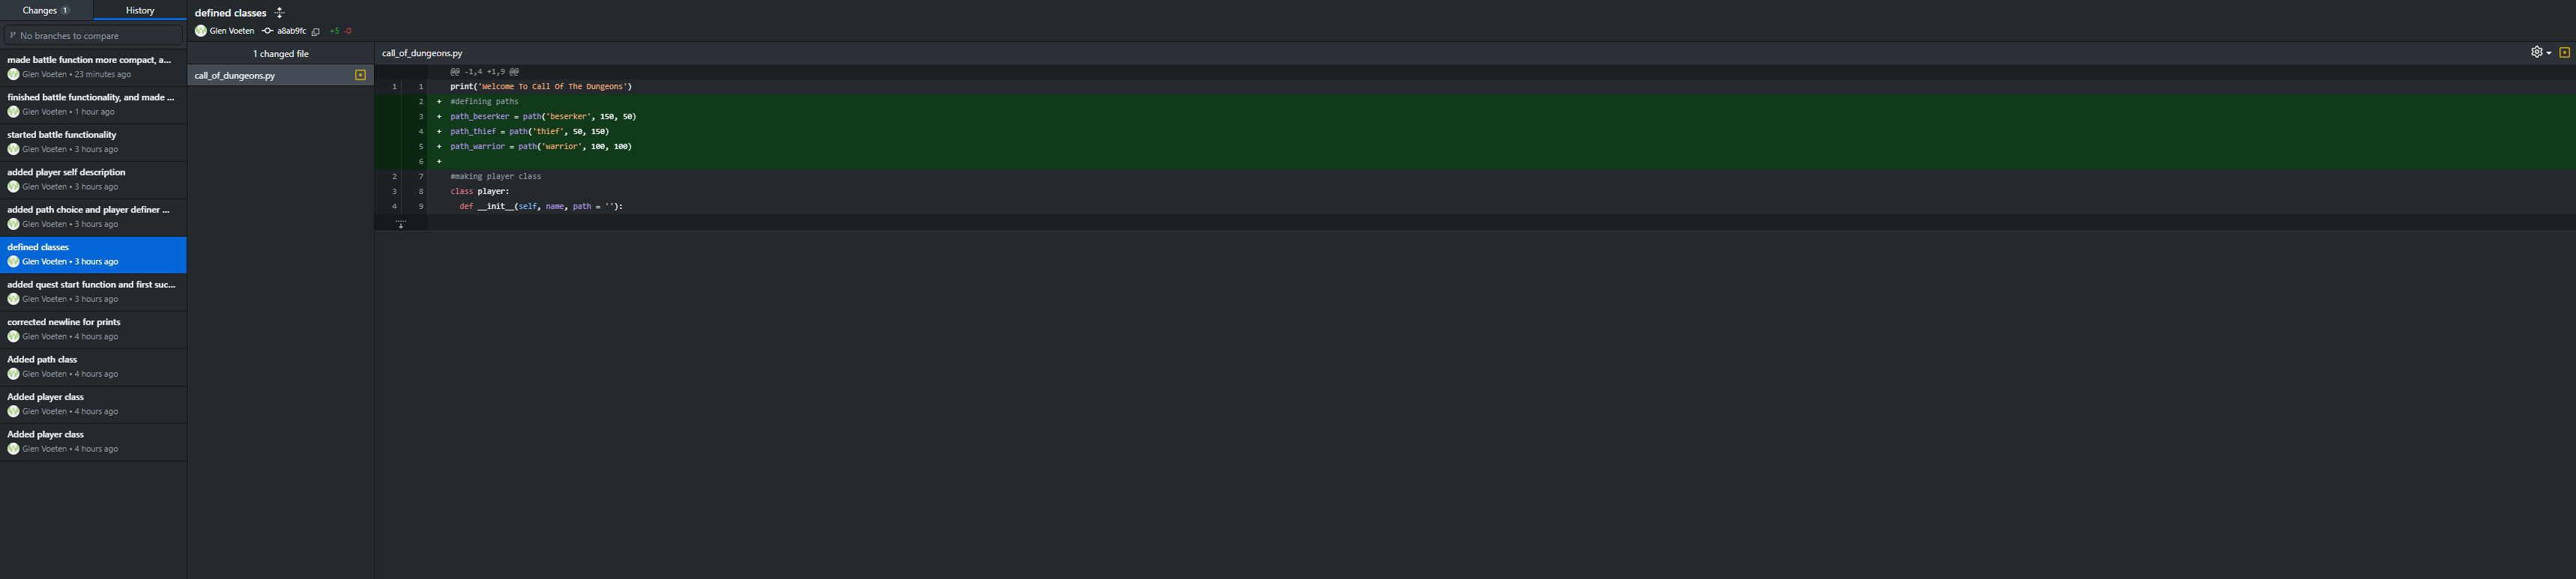 Changes 1
History
No branches to compare
made battle function more compact, a...
Glen Voeten • 23 minutes ago
finished battle functionality, and made ...
Glen Voeten • 1 hour ago
started battle functionality
Glen Voeten • 3 hours ago
added player self description
Glen Voeten • 3 hours ago
added path choice and player definer ...
Glen Voeten • 3 hours ago
defined classes
Glen Voeten • 3 hours ago
added quest start function and first suc...
Glen Voeten • 3 hours ago
corrected newline for prints
Glen Voeten • 4 hours ago
Added path class
Glen Voeten • 4 hours ago
Added player class
Glen Voeten • 4 hours ago
Added player class
Glen Voeten • 4 hours ago
defined classes
Glen Voeten a8ab9fc +5 -0
1 changed file
call_of_dungeons.py
call_of_dungeons.py
@@ -1,4 +1,9 @@
1 1 print('Welcome To Call Of The Dungeons')
2 + #defining paths
3 + path_beserker = path('beserker', 150, 50)
4 + path_thief = path('thief', 50, 150)
5 + path_warrior = path('warrior', 100, 100)
6 +
2 7 #making player class
3 8 class player:
4 9 def __init__(self, name, path = ''):